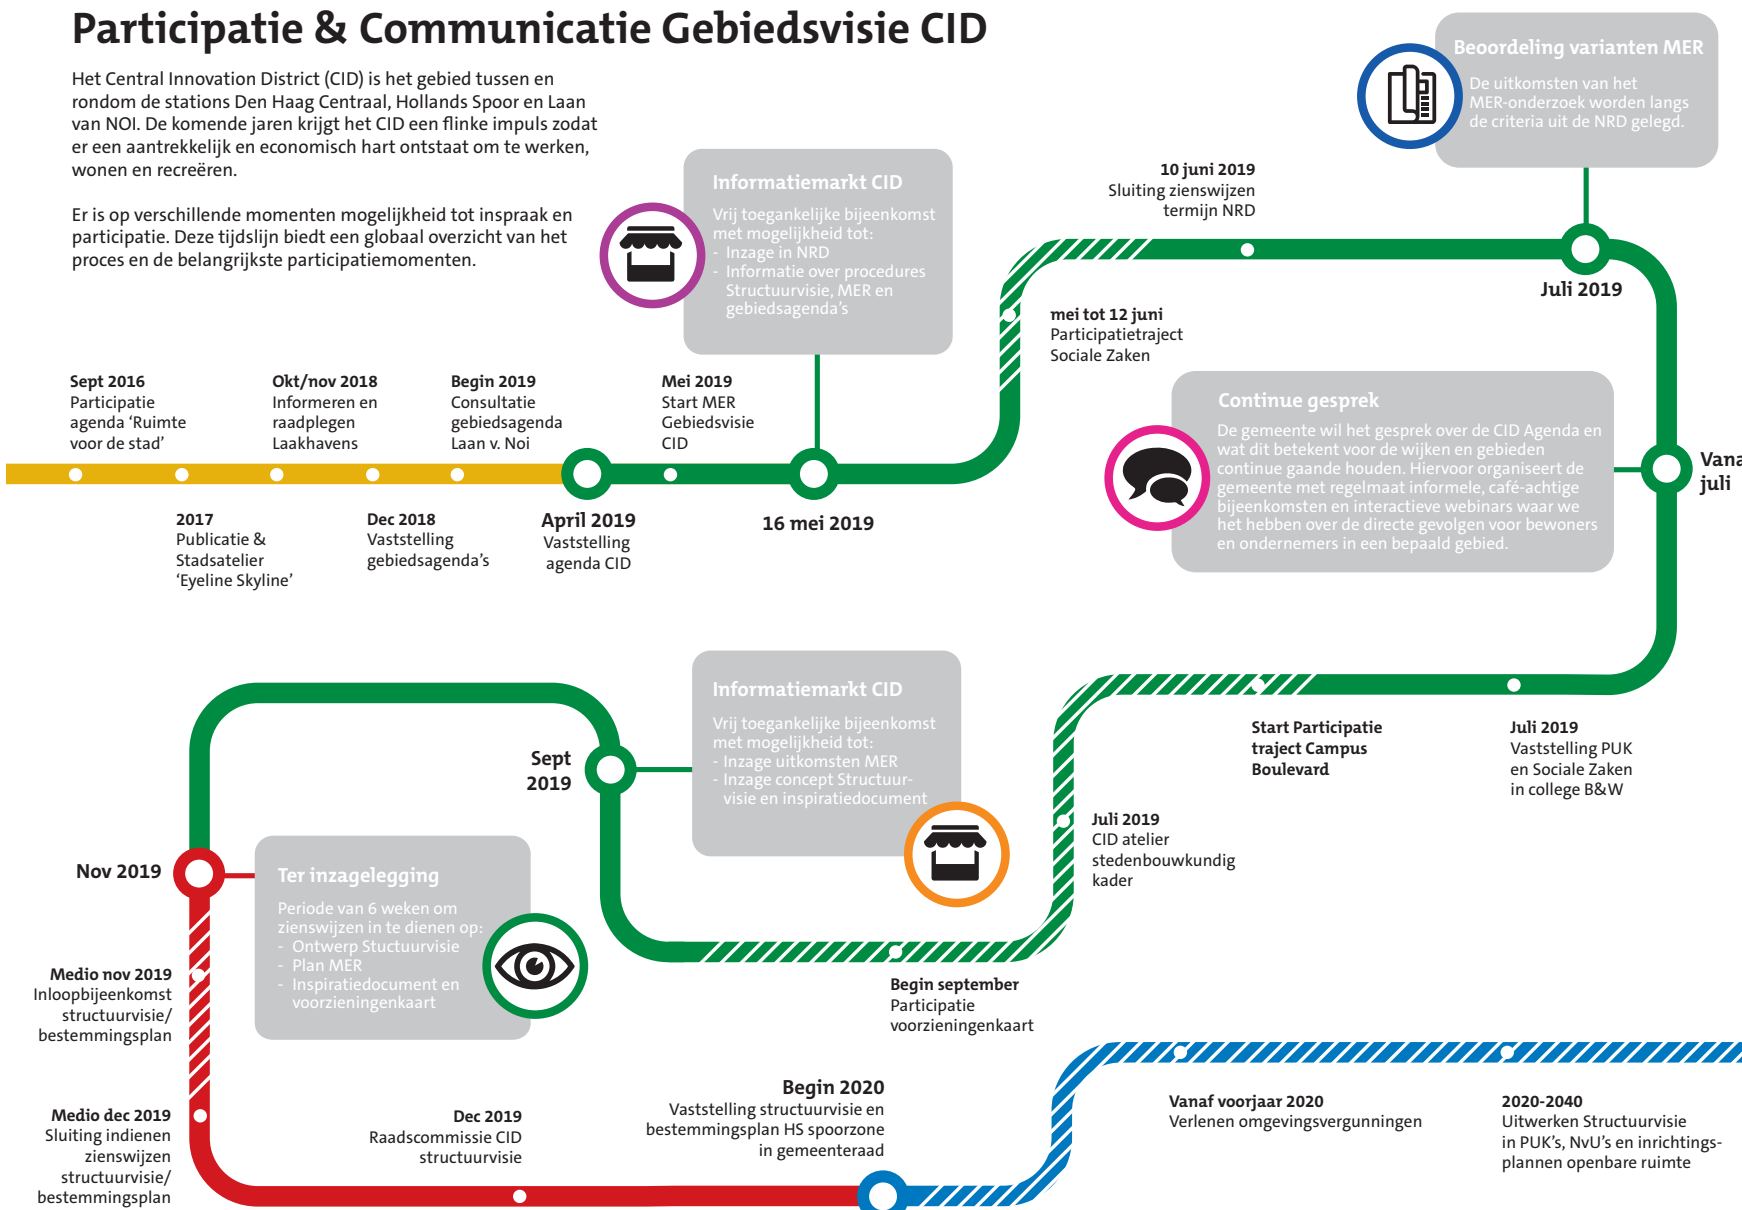 Participatie & Communicatie Gebiedsvisie CID
Het Central Innovation District (CID) is het gebied tussen en
rondom de stations Den Haag Centraal, Hollands Spoor en Laan
van NOI. De komende jaren krijgt het CID een flinke impuls zodat
er een aantrekkelijk en economisch hart ontstaat om te werken,
wonen en recreëren.
Er is op verschillende momenten mogelijkheid tot inspraak en
participatie. Deze tijdslijn biedt een globaal overzicht van het
proces en de belangrijkste participatiemomenten.
Sept 2016
Participatie
agenda ‘Ruimte
voor de stad’
2017
Publicatie &
Stadsatelier
‘Eyeline Skyline’
Okt/nov 2018
Informeren en
raadplegen
Laakhavens
Dec 2018
Vaststelling
gebiedsagenda’s
Begin 2019
Consultatie
gebiedsagenda
Laan v. Noi
April 2019
Vaststelling
agenda CID
Mei 2019
Start MER
Gebiedsvisie
CID
Informatiemarkt CID
Vrij toegankelijke bijeenkomst
met mogelijkheid tot:
- Inzage in NRD
- Informatie over procedures
Structuurvisie, MER en
gebiedsagenda’s
16 mei 2019
mei tot 12 juni
Participatietraject
Sociale Zaken
10 juni 2019
Sluiting zienswijzen
termijn NRD
Beoordeling varianten MER
De uitkomsten van het
MER-onderzoek worden langs
de criteria uit de NRD gelegd.
Juli 2019
Continue gesprek
De gemeente wil het gesprek over de CID Agenda en
wat dit betekent voor de wijken en gebieden
continue gaande houden. Hiervoor organiseert de
gemeente met regelmaat informele, café-achtige
bijeenkomsten en interactieve webinars waar we
het hebben over de directe gevolgen voor bewoners
en ondernemers in een bepaald gebied.
Vana
juli
Juli 2019
Vaststelling PUK
en Sociale Zaken
in college B&W
Start Participatie
traject Campus
Boulevard
Juli 2019
CID atelier
stedenbouwkundig
kader
Begin september
Participatie
voorzieningenkaart
Informatiemarkt CID
Vrij toegankelijke bijeenkomst
met mogelijkheid tot:
- Inzage uitkomsten MER
- Inzage concept Structuur-
visie en inspiratiedocument
Sept
2019
Nov 2019
Ter inzagelegging
Periode van 6 weken om
zienswijzen in te dienen op:
- Ontwerp Stuctuurvisie
- Plan MER
- Inspiratiedocument en
voorzieningenkaart
Medio nov 2019
Inloopbijeenkomst
structuurvisie/
bestemmingsplan
Medio dec 2019
Sluiting indienen
zienswijzen
structuurvisie/
bestemmingsplan
Dec 2019
Raadscommissie CID
structuurvisie
Begin 2020
Vaststelling structuurvisie en
bestemmingsplan HS spoorzone
in gemeenteraad
Vanaf voorjaar 2020
Verlenen omgevingsvergunningen
2020-2040
Uitwerken Structuurvisie
in PUK’s, NvU’s en inrichtings-
plannen openbare ruimte